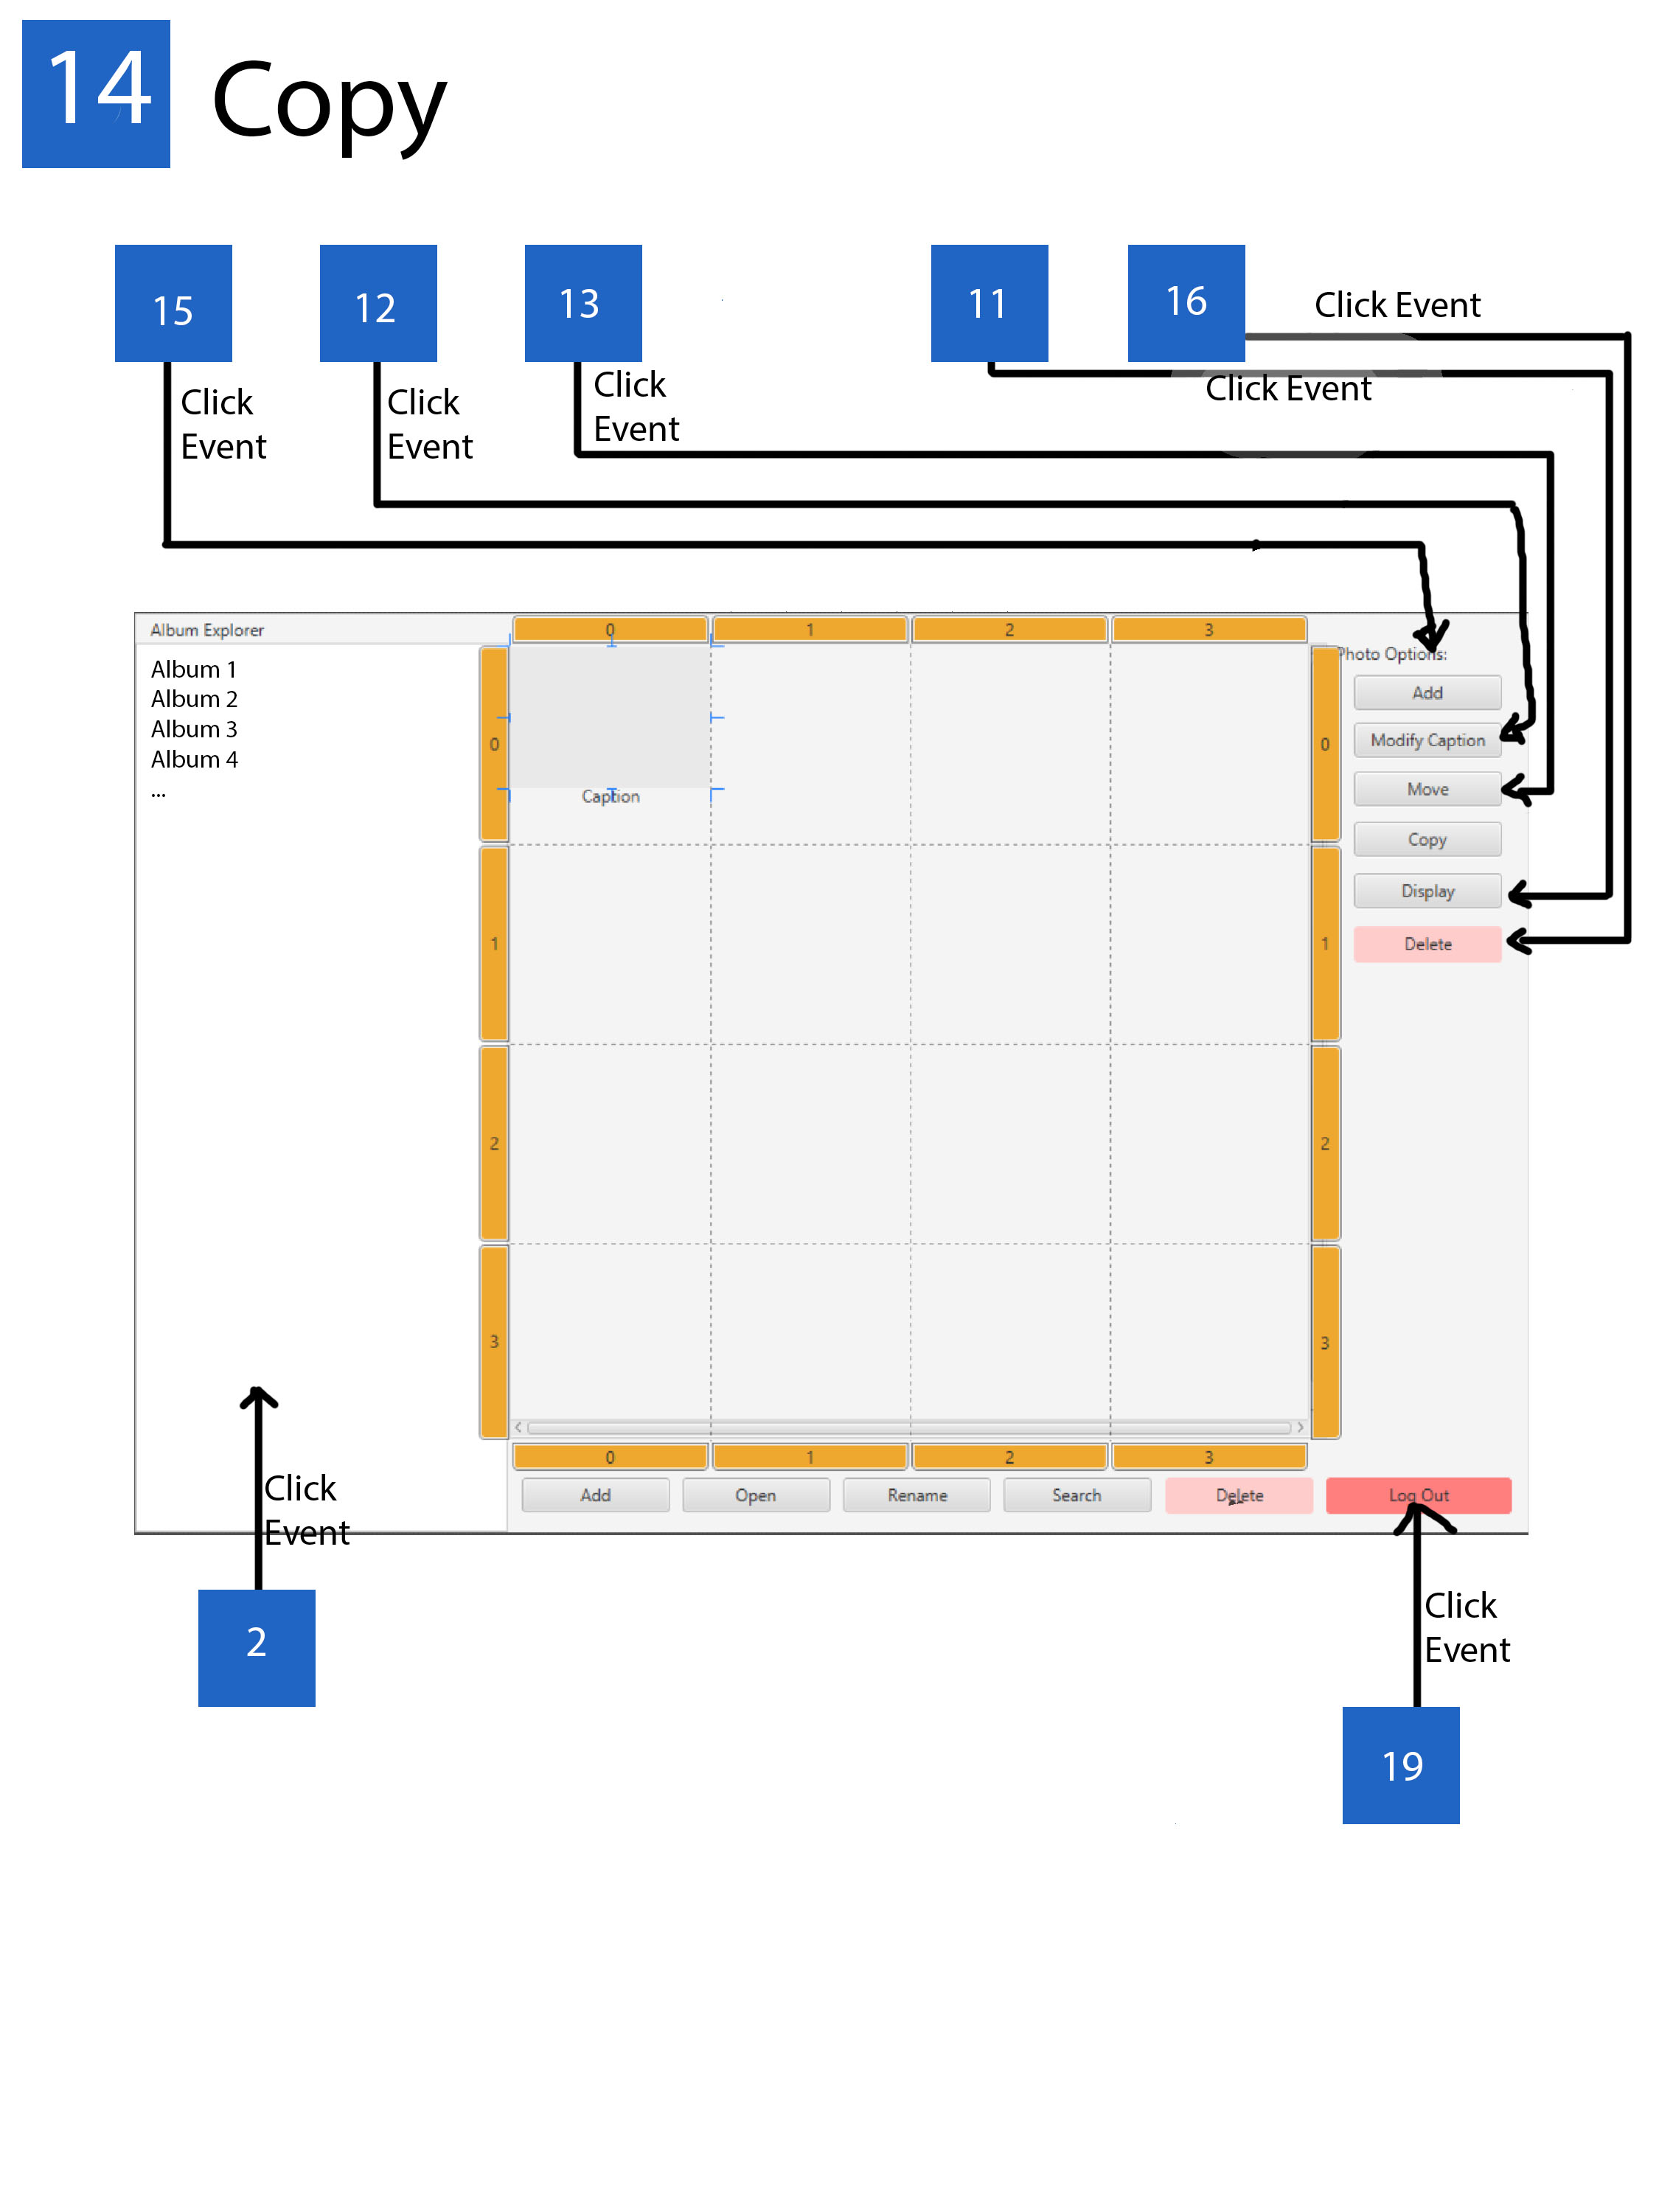 14 Copy
15
12
13
11
16
Click Event
Click Event
Click
Event
Click
Event
Click
Event
Album Explorer
0 1 2 3
Photo Options:
Album 1
Album 2
Album 3
Album 4
...
Caption
0
1
2
3
0
1
2
3
Add
Modify Caption
Move
Copy
Display
Delete
0 1 2 3
Add Open Rename Search Delete Log Out
Click
Event
2
Click
Event
19